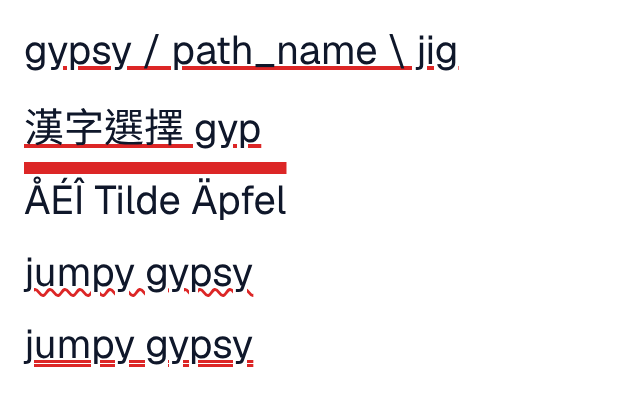 gypsy / path_name \ jig
漢字選擇 gyp
ÅÉÎ Tilde Äpfel
jumpy gypsy
jumpy gypsy